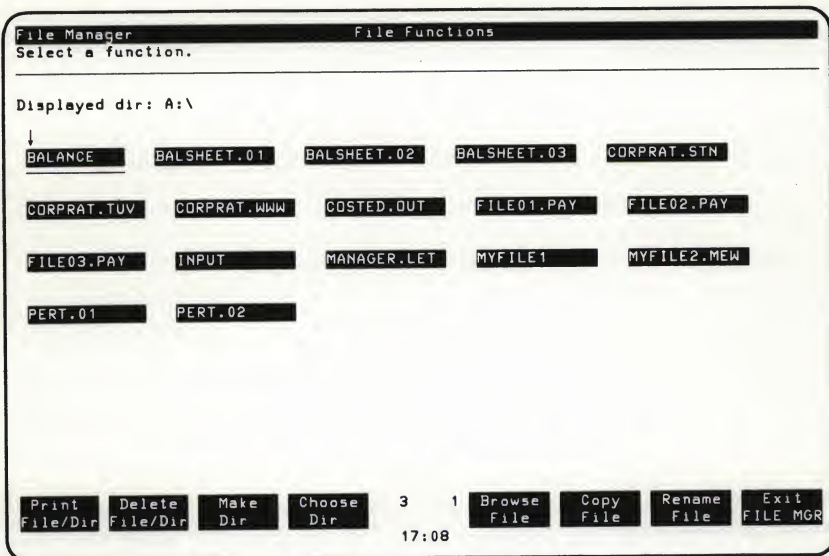 File Manager File Functions
Select a function.
Displayed dir: A:\
BALANCE BALSHEET.01 BALSHEET.02 BALSHEET.03 CORPRAT.STN
CORPRAT.TUV CORPRAT.WWW COSTED.OUT FILE01.PAY FILE02.PAY
FILE03.PAY INPUT MANAGER.LET MYFILE1 MYFILE2.MEW
PERT.01 PERT.02
Print Delete Make Choose 3 1 Browse Copy Rename Exit
File/Dir File/Dir Dir Dir File File File FILE MGR
17:08